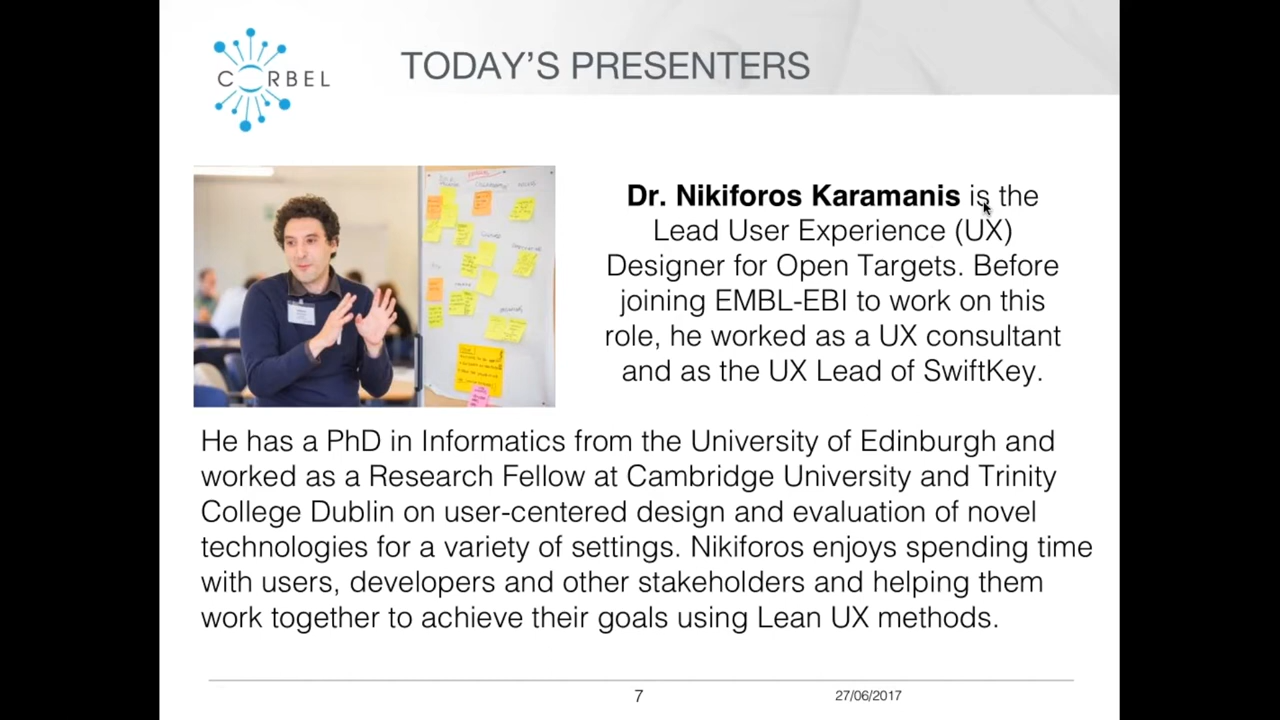 CORBEL
TODAY'S PRESENTERS
Dr. Nikiforos Karamanis is the
Lead User Experience (UX)
Designer for Open Targets. Before
joining EMBL-EBI to work on this
role, he worked as a UX consultant
and as the UX Lead of SwiftKey.
He has a PhD in Informatics from the University of Edinburgh and
worked as a Research Fellow at Cambridge University and Trinity
College Dublin on user-centered design and evaluation of novel
technologies for a variety of settings. Nikiforos enjoys spending time
with users, developers and other stakeholders and helping them
work together to achieve their goals using Lean UX methods.
7
27/06/2017